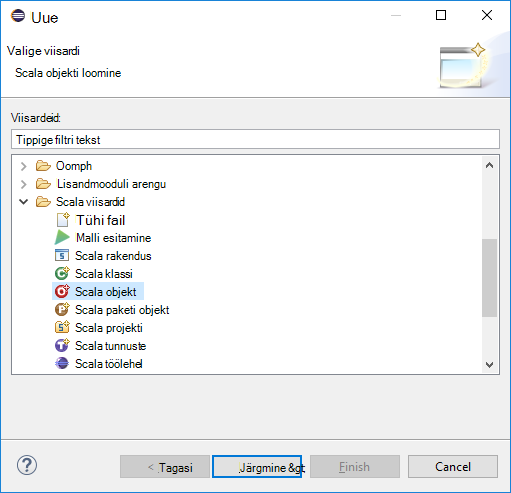 Uue
Valige viisardi
Scala objekti loomine
Viisardeid:
Tippige filtri tekst
Oomph
Lisandmooduli arengu
Scala viisardid
Tühi fail
Malli esitamine
Scala rakendus
Scala klassi
Scala objekt
Scala paketi objekt
Scala projekti
Scala tunnuste
Scala töölehel
< Tagasi
Järgmine &gt;
Finish
Cancel